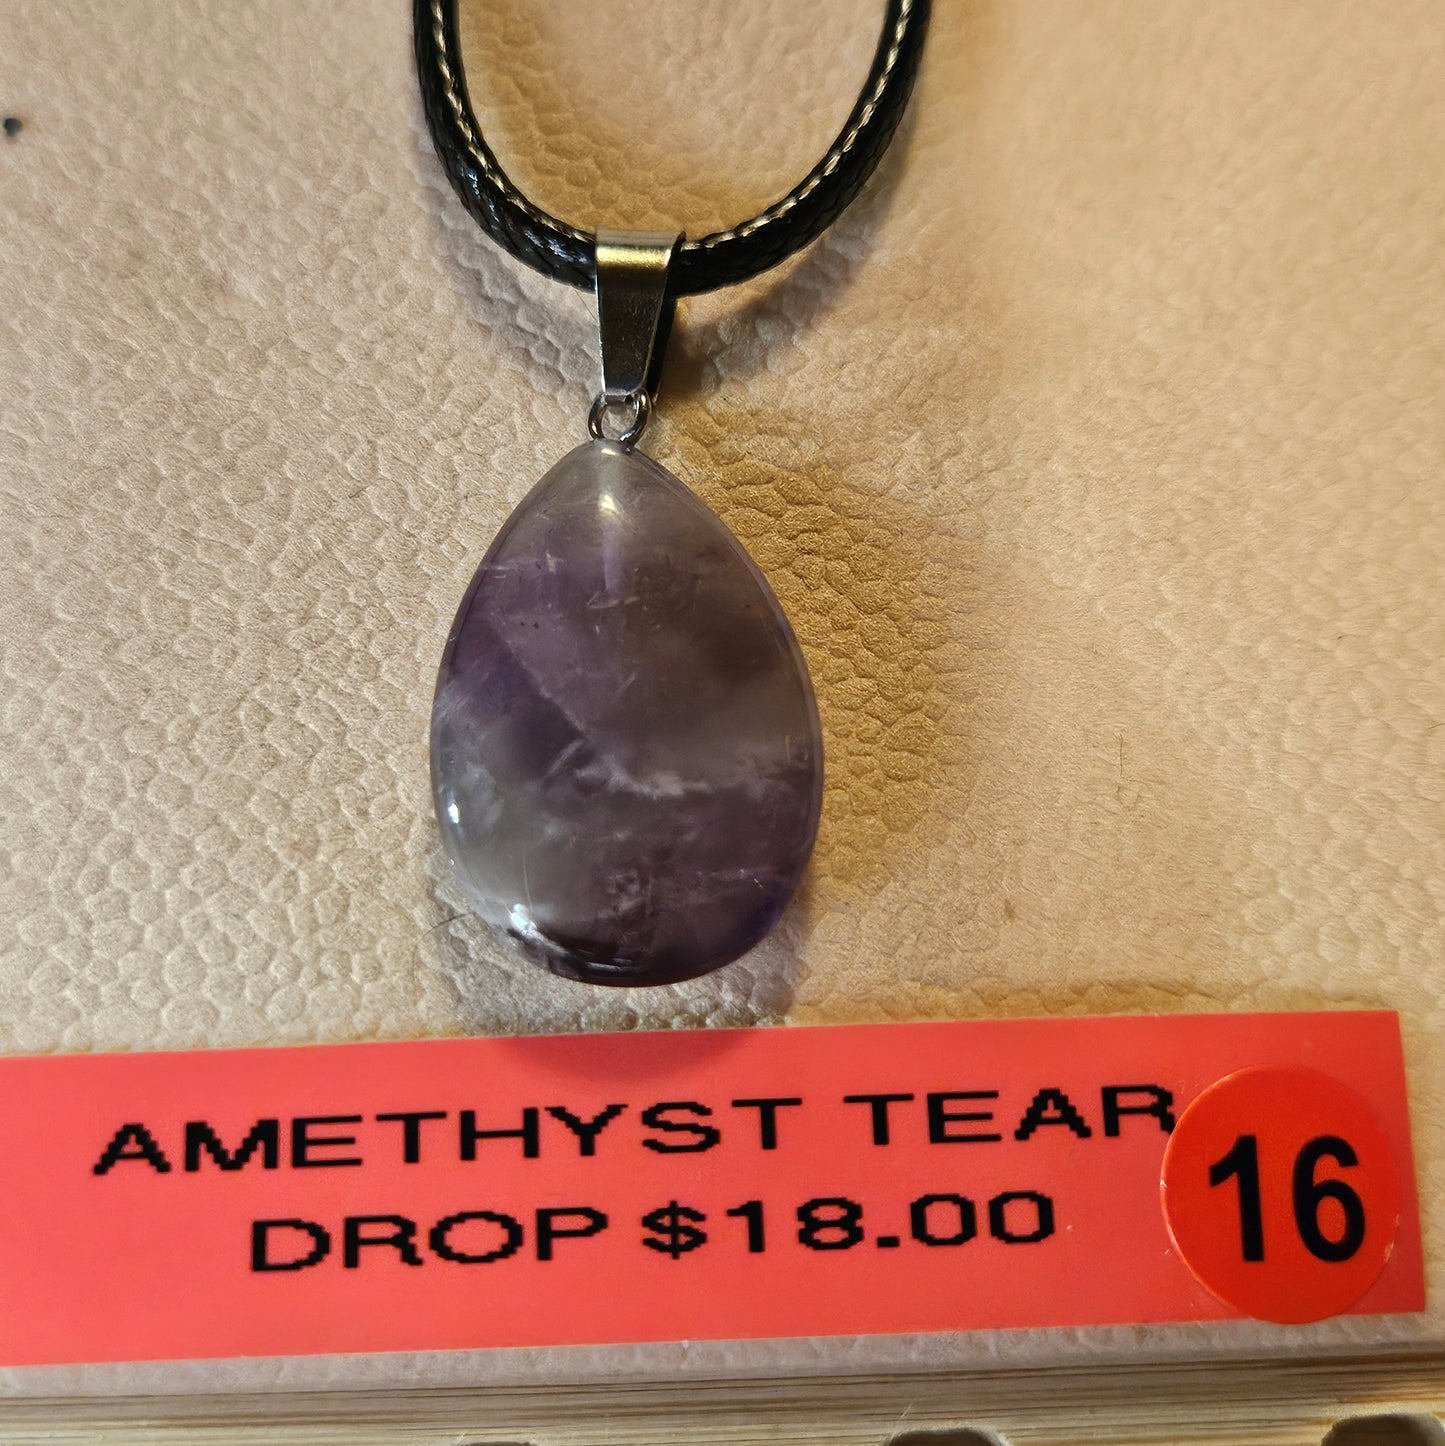 AMETHYST TEAR
DROP $18.00
16